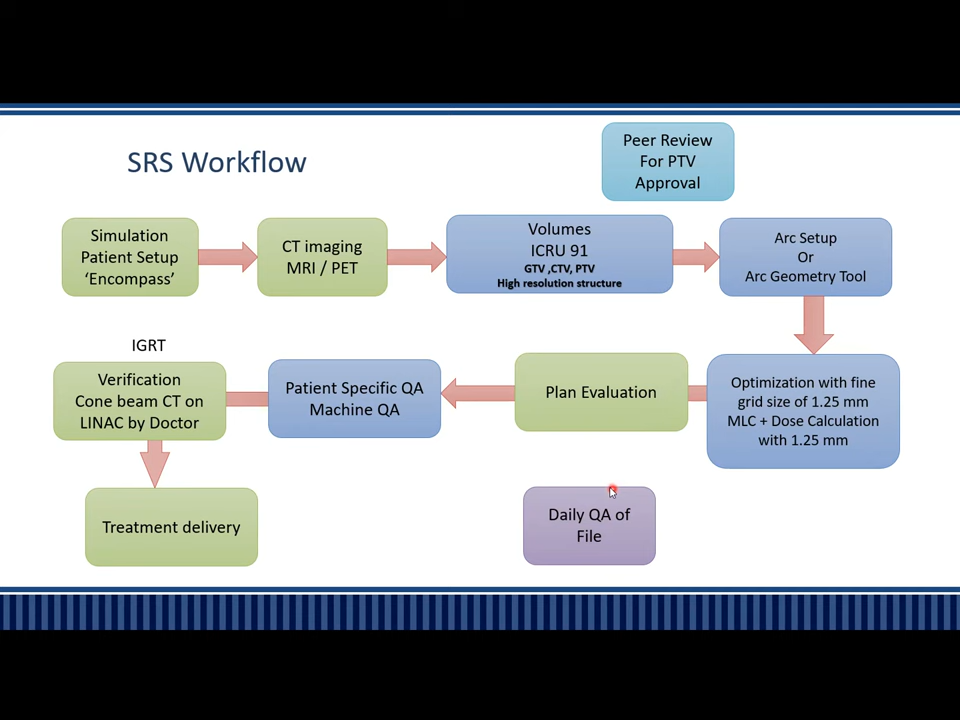 SRS Workflow
Peer Review
For PTV
Approval
Simulation
Patient Setup
‘Encompass’
CT imaging
MRI / PET
Volumes
ICRU 91
GTV ,CTV, PTV
High resolution structure
Arc Setup
Or
Arc Geometry Tool
Optimization with fine
grid size of 1.25 mm
MLC + Dose Calculation
with 1.25 mm
Plan Evaluation
Patient Specific QA
Machine QA
IGRT
Verification
Cone beam CT on
LINAC by Doctor
Treatment delivery
Daily QA of
File